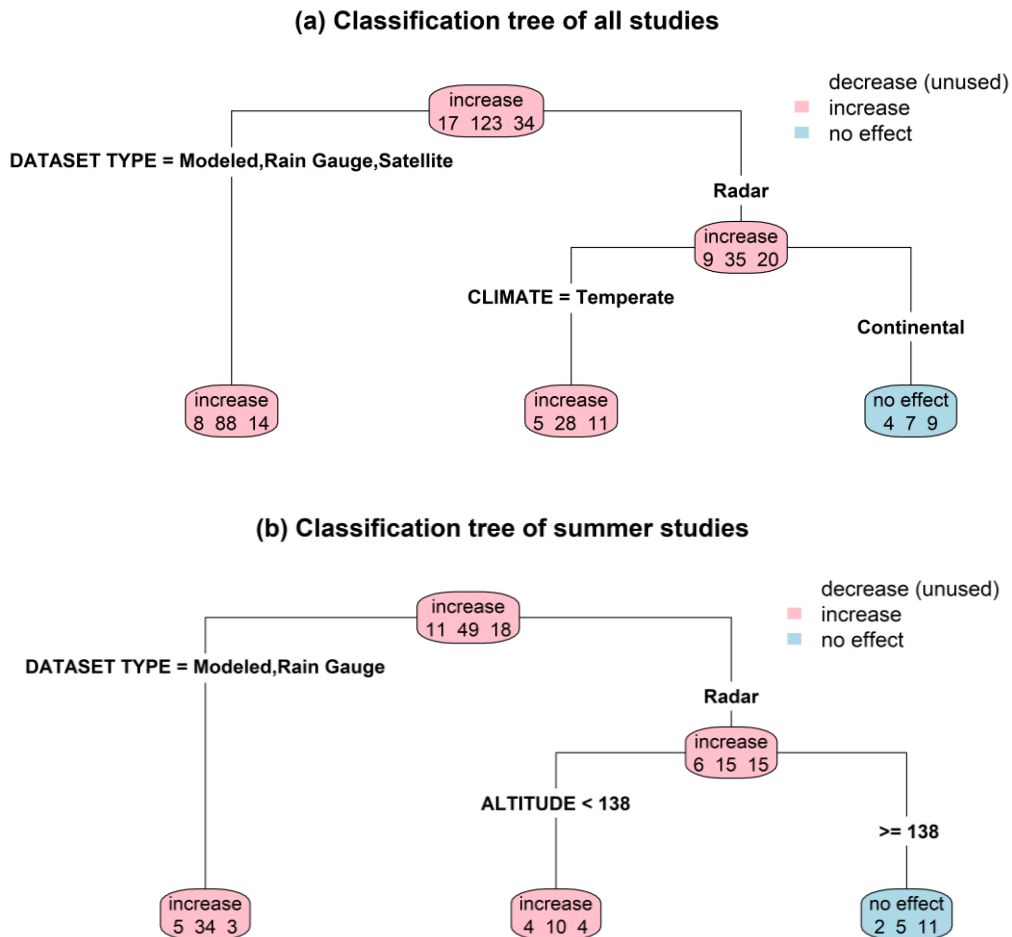 (a) Classification tree of all studies
decrease (unused)
increase
no effect
increase
17 123 34
DATASET TYPE = Modeled,Rain Gauge,Satellite
Radar
increase
9 35 20
CLIMATE = Temperate
Continental
increase
8 88 14
increase
5 28 11
no effect
4 7 9
(b) Classification tree of summer studies
decrease (unused)
increase
no effect
increase
11 49 18
DATASET TYPE = Modeled,Rain Gauge
Radar
increase
6 15 15
ALTITUDE < 138
>= 138
increase
5 34 3
increase
4 10 4
no effect
2 5 11